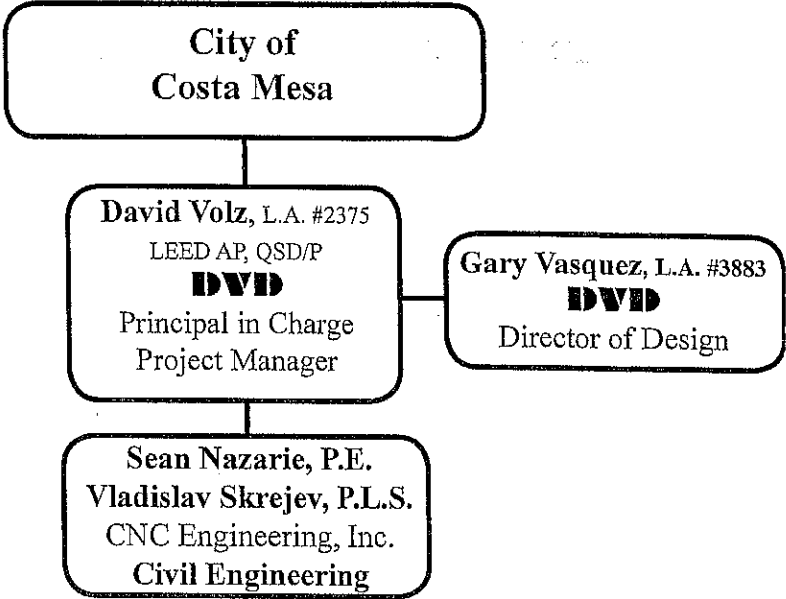 City of
Costa Mesa
David Volz, L.A. #2375
LEED AP, QSD/P
DVD
Principal in Charge
Project Manager
Gary Vasquez, L.A. #3883
DVD
Director of Design
Sean Nazarie, P.E.
Vladislav Skrejev, P.L.S.
CNC Engineering, Inc.
Civil Engineering